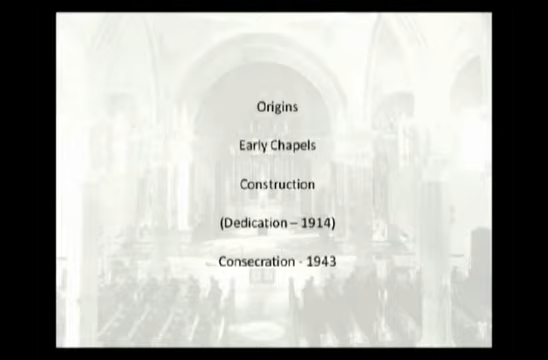 Origins
Early Chapels
Construction
(Dedication – 1914)
Consecration - 1943